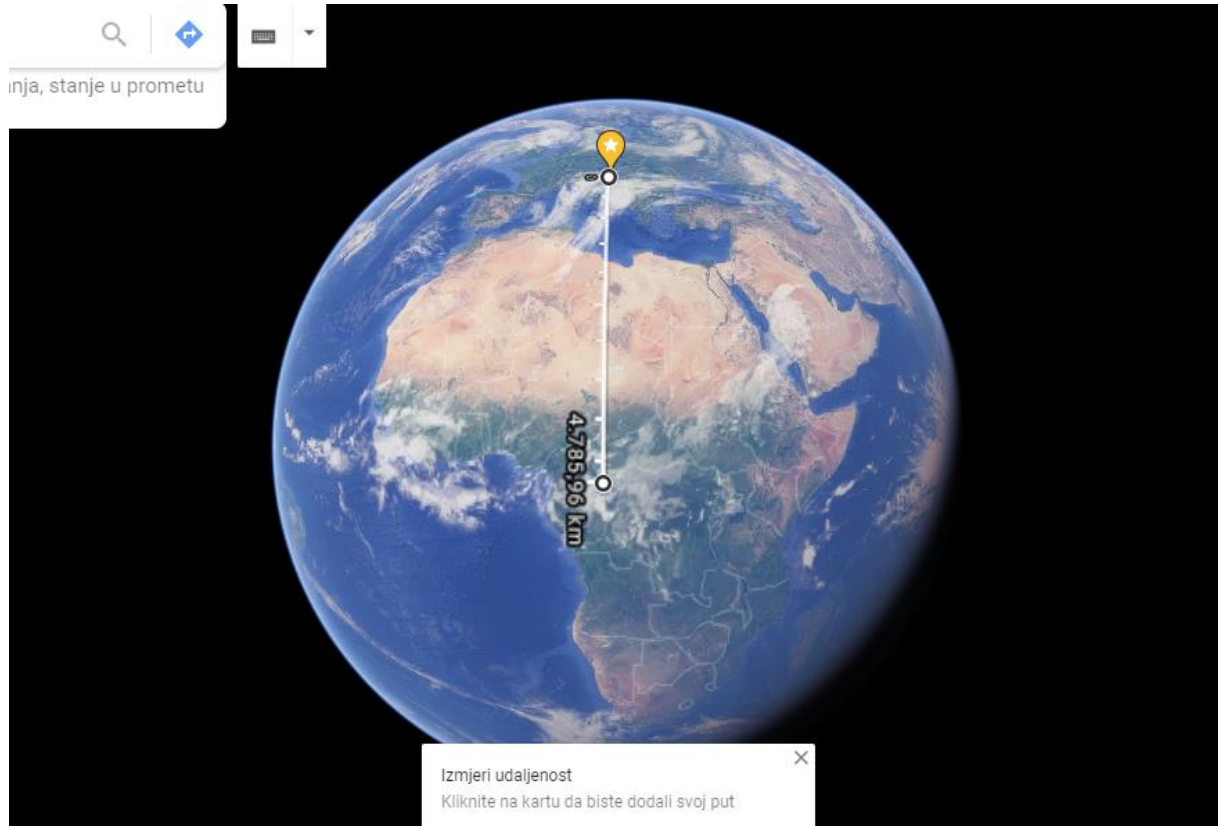 nja, stanje u prometu
4.785,96 km
Izmjeri udaljenost
Kliknite na kartu da biste dodali svoj put